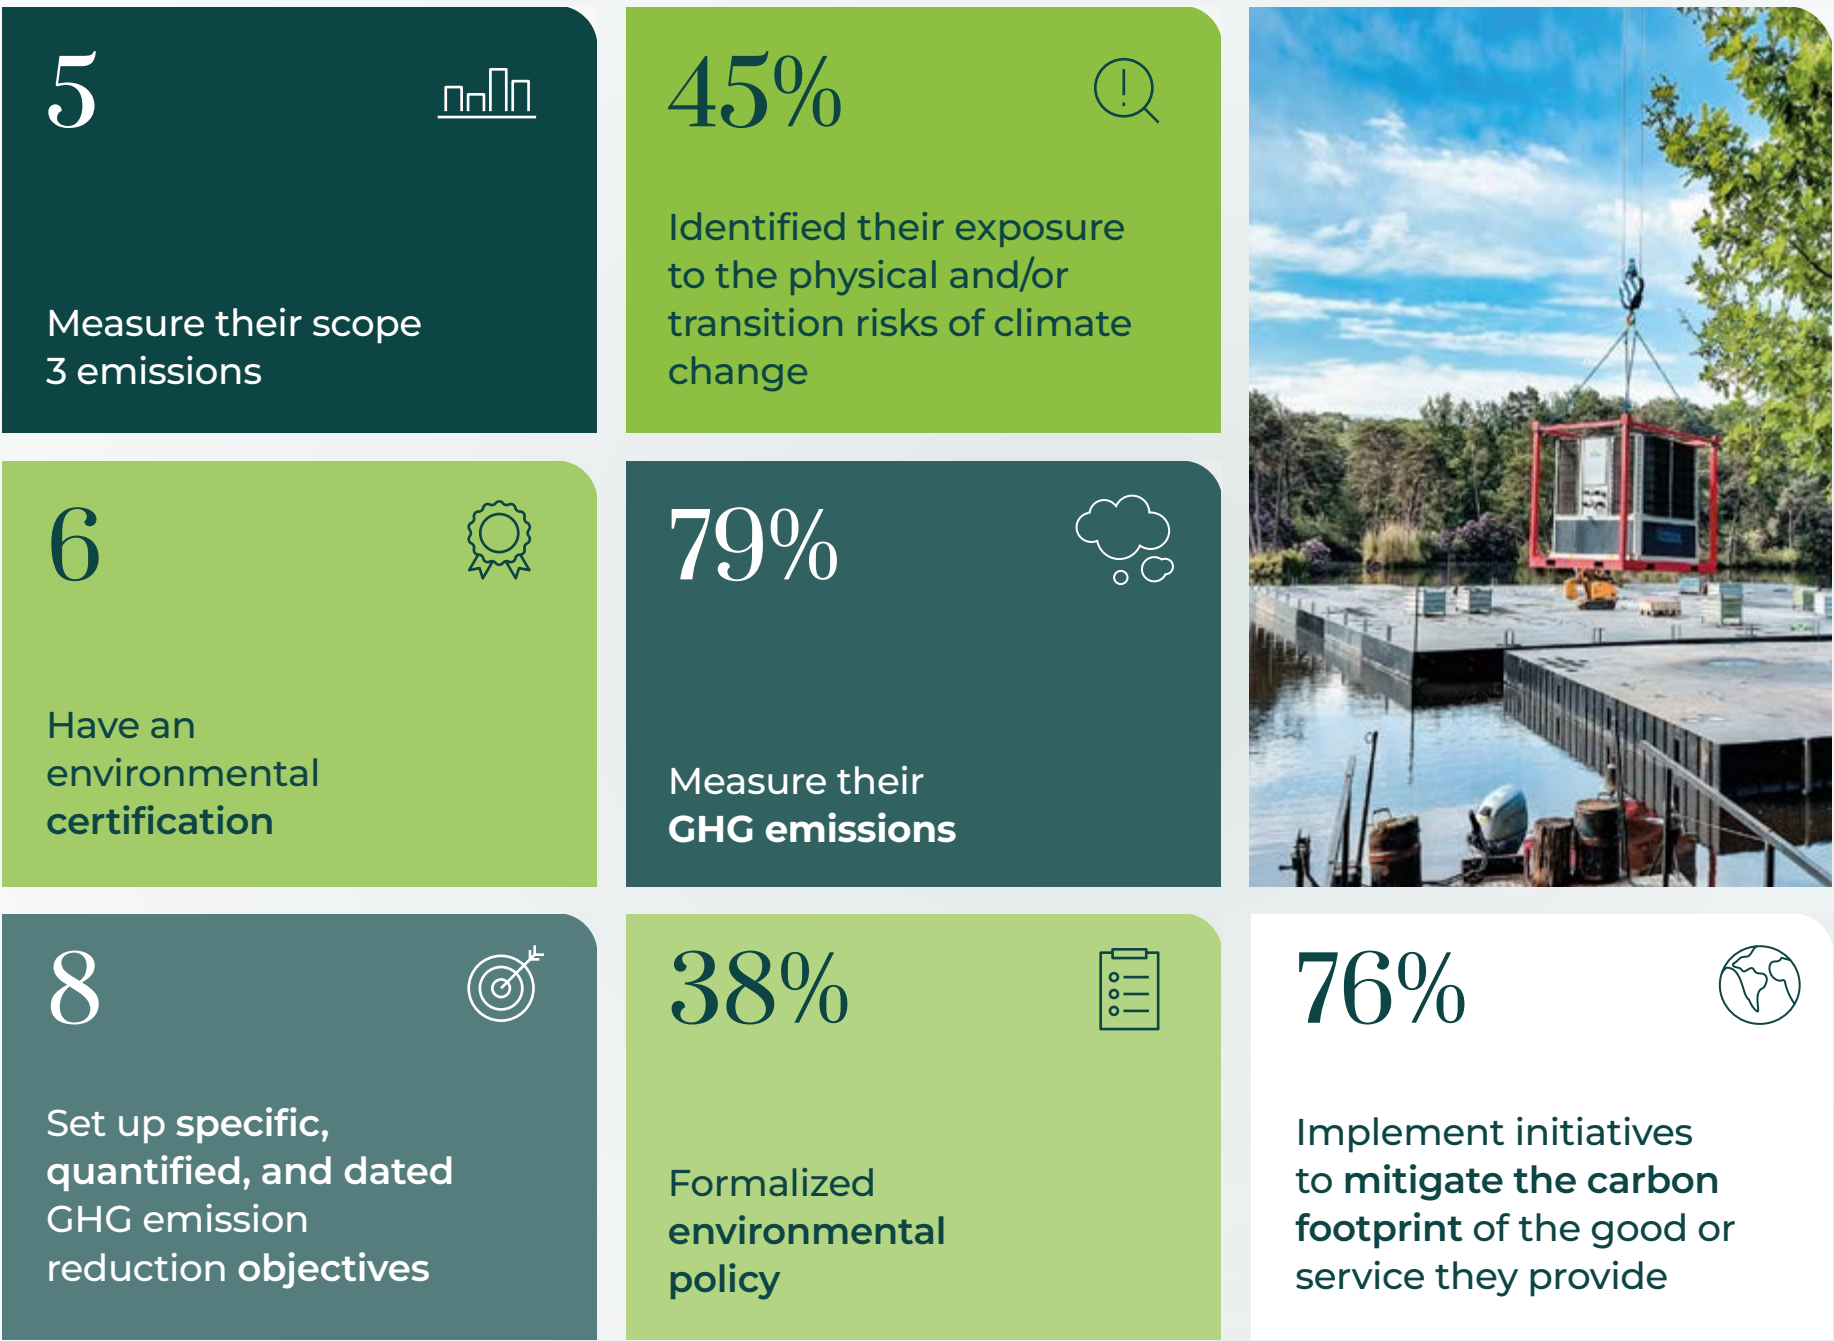 5
Measure their scope
3 emissions
45%
Identified their exposure
to the physical and/or
transition risks of climate
change
6
Have an
environmental
certification
79%
Measure their
GHG emissions
8
Set up specific,
quantified, and dated
GHG emission
reduction objectives
38%
Formalized
environmental
policy
76%
Implement initiatives
to mitigate the carbon
footprint of the good or
service they provide